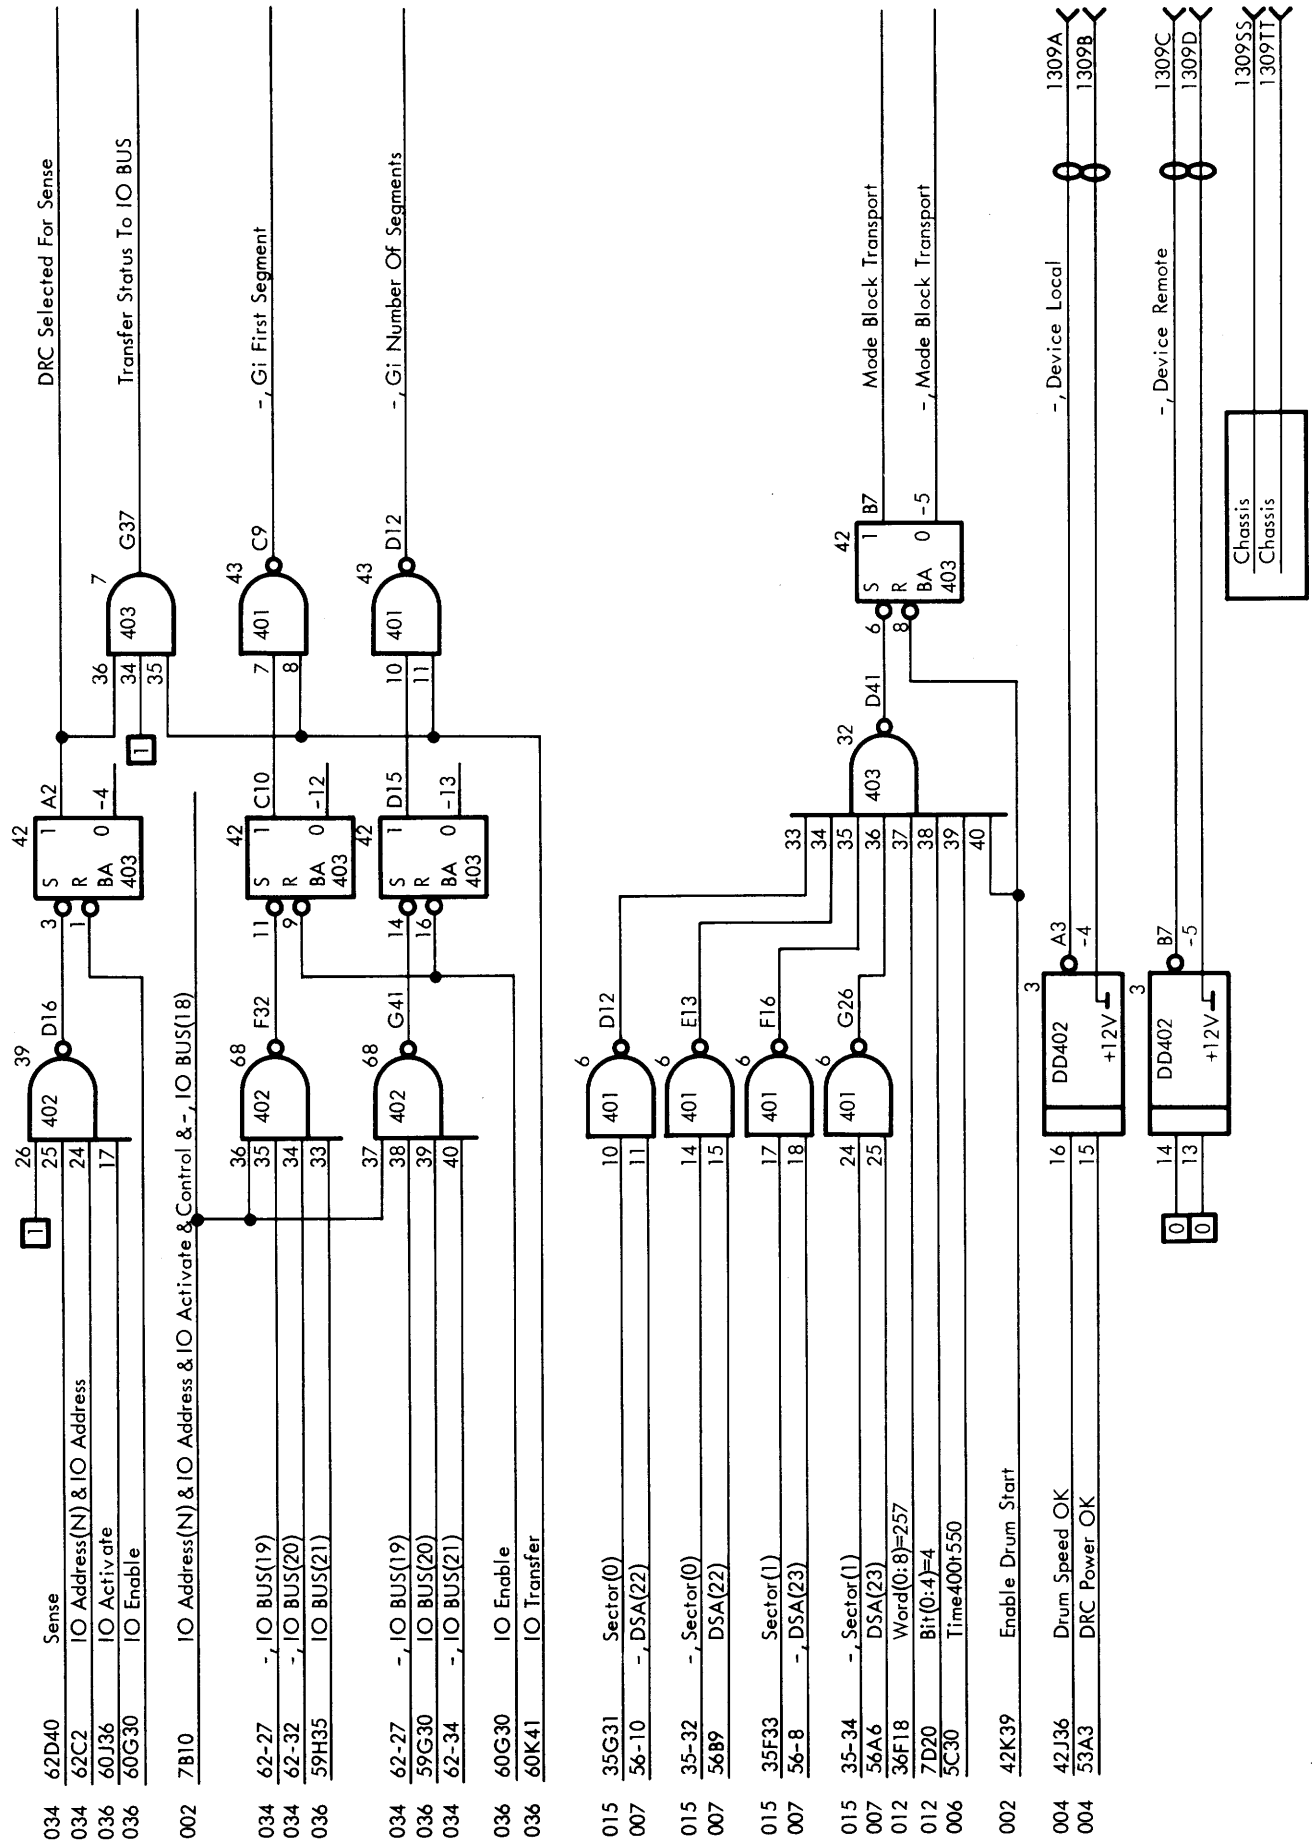 034 62D40 Sense
034 62C2 IO Address(N) & IO Address
036 60J36 IO Activate
036 60G30 IO Enable
26
25
24
17
1
402
39
D16
3
1
S
R
BA
403
1
0
42
A2
-4
DRC Selected For Sense
36
34
35
1
403
7
G37
Transfer Status To IO BUS
002 7B10 IO Address(N) & IO Address & IO Activate & Control & -, IO BUS(18)
034 62-27 -, IO BUS(19)
034 62-32 -, IO BUS(20)
036 59H35 IO BUS(21)
36
35
34
33
402
68
F32
11
9
S
R
BA
403
1
0
42
C10
-12
7
8
401
43
C9
-, Gi First Segment
034 62-27 -, IO BUS(19)
036 59G30 IO BUS(20)
034 62-34 -, IO BUS(21)
37
38
39
40
402
68
G41
14
16
S
R
BA
403
1
0
42
D15
-13
10
11
401
43
D12
-, Gi Number Of Segments
036 60G30 IO Enable
036 60K41 IO Transfer
015 35G31 Sector(0)
007 56-10 -, DSA(22)
10
11
401
6
D12
015 35-32 -, Sector(0)
007 56B9 DSA(22)
14
15
401
6
E13
015 35F33 Sector(1)
007 56-8 -, DSA(23)
17
18
401
6
F16
015 35-34 -, Sector(1)
007 56A6 DSA(23)
24
25
401
6
G26
012 36F18 Word(0:8)=257
012 7D20 Bit(0:4)=4
006 5C30 Time400t550
33
34
35
36
37
38
39
40
403
32
D41
6
8
S
R
BA
403
1
0
42
B7
-5
Mode Block Transport
-, Mode Block Transport
002 42K39 Enable Drum Start
004 42J36 Drum Speed OK
004 53A3 DRC Power OK
16
15
DD402
+12V
3
A3
-4
-, Device Local
1309A
1309B
0
0
14
13
DD402
+12V
3
B7
-5
-, Device Remote
1309C
1309D
Chassis
Chassis
1309SS
1309TT